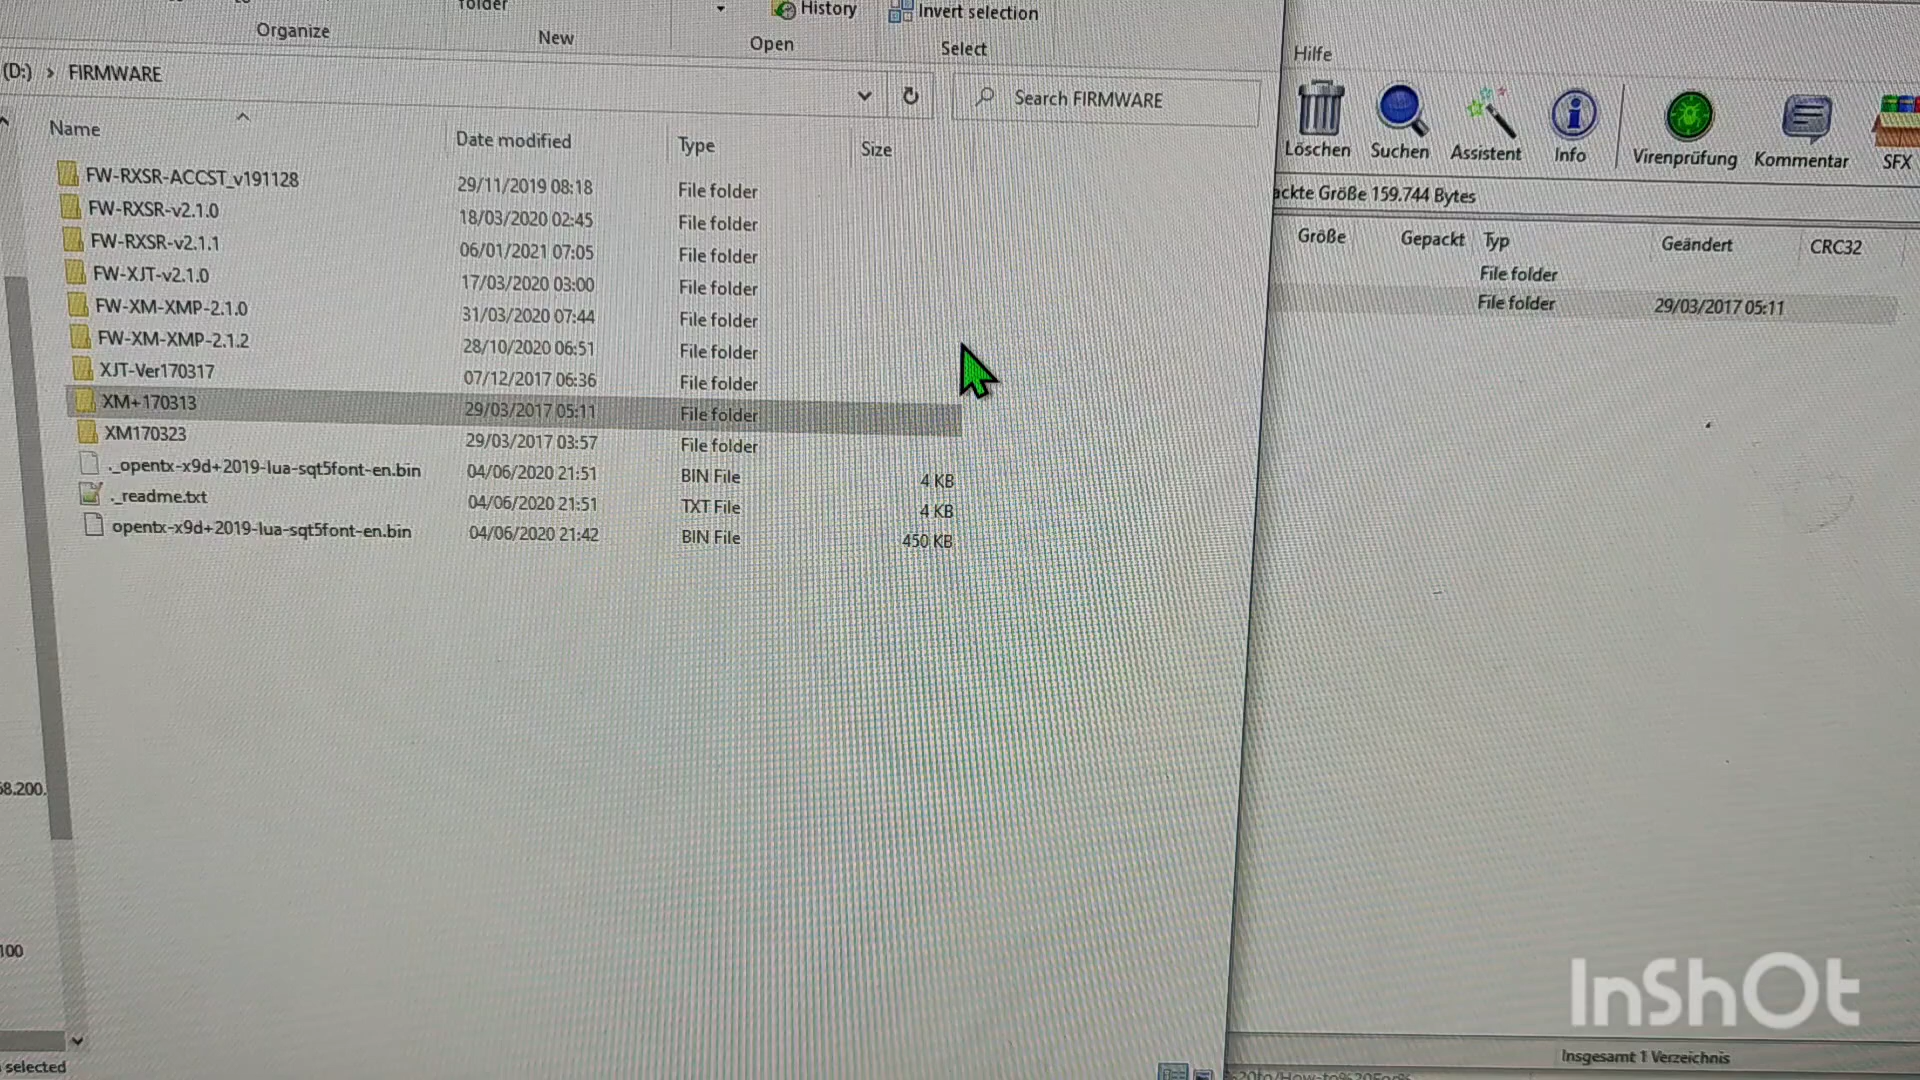 folder
History
Invert selection
Organize
New
Open
Select
(D:) › FIRMWARE
Search FIRMWARE
Name
Date modified
Type
Size
FW-RXSR-ACCST_v191128 29/11/2019 08:18 File folder
FW-RXSR-v2.1.0 18/03/2020 02:45 File folder
FW-RXSR-v2.1.1 06/01/2021 07:05 File folder
FW-XJT-v2.1.0 17/03/2020 03:00 File folder
FW-XM-XMP-2.1.0 31/03/2020 07:44 File folder
FW-XM-XMP-2.1.2 28/10/2020 06:51 File folder
XJT-Ver170317 07/12/2017 06:36 File folder
XM+170313 29/03/2017 05:11 File folder
XM170323 29/03/2017 03:57 File folder
._opentx-x9d+2019-lua-sqt5font-en.bin 04/06/2020 21:51 BIN File 4 KB
._readme.txt 04/06/2020 21:51 TXT File 4 KB
opentx-x9d+2019-lua-sqt5font-en.bin 04/06/2020 21:42 BIN File 450 KB
68.200.
100
selected
Hilfe
Löschen Suchen Assistent Info Virenprüfung Kommentar SFX
ackte Größe 159.744 Bytes
Größe Gepackt Typ Geändert CRC32
File folder
File folder 29/03/2017 05:11
InShOt
Insgesamt 1 Verzeichnis